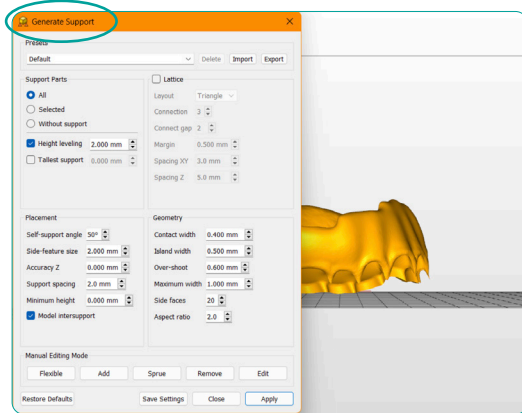 Generate Support
Presets
Default Delete Import Export
Support Parts
All
Selected
Without support
Height leveling 2.000 mm
Tallest support 0.000 mm
Lattice
Layout Triangle
Connection 3
Connect gap 2
Margin 0.500 mm
Spacing XY 3.0 mm
Spacing Z 5.0 mm
Placement
Self-support angle 50°
Side-feature size 2.000 mm
Accuracy Z 0.000 mm
Support spacing 2.0 mm
Minimum height 0.000 mm
Model intersupport
Geometry
Contact width 0.400 mm
Island width 0.500 mm
Over-shoot 0.600 mm
Maximum width 1.000 mm
Side faces 20
Aspect ratio 2.0
Manual Editing Mode
Flexible Add Sprue Remove Edit
Restore Defaults Save Settings Close Apply